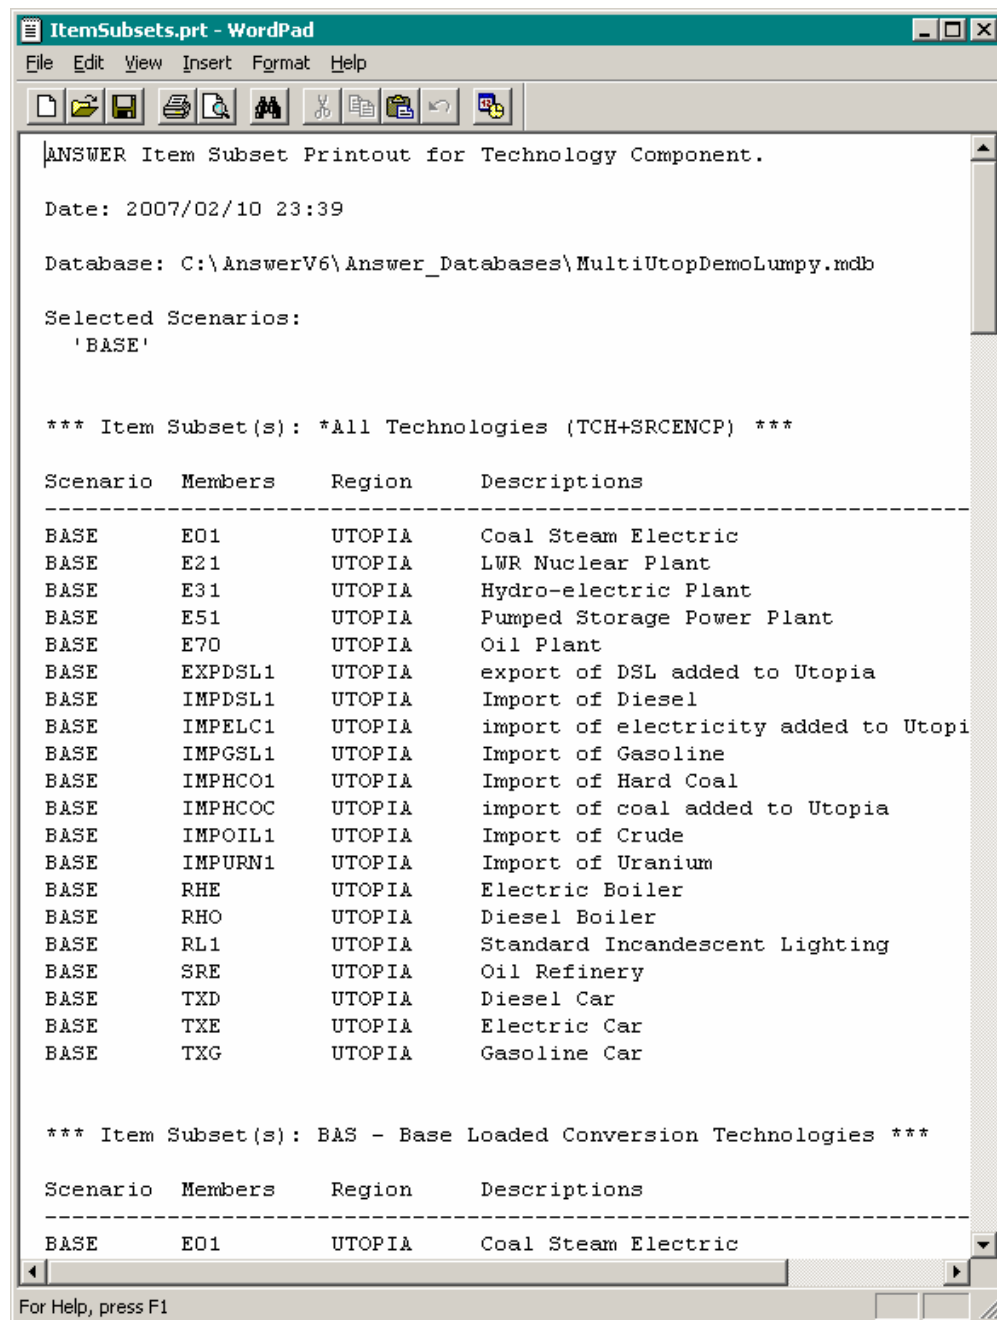 ItemSubsets.prt - WordPad
File Edit View Insert Format Help
ANSWER Item Subset Printout for Technology Component.
Date: 2007/02/10 23:39
Database: C:\AnswerV6\Answer_Databases\MultiUtopDemoLumpy.mdb
Selected Scenarios:
'BASE'
*** Item Subset(s): *All Technologies (TCH+SRCENCP) ***
Scenario Members Region Descriptions
--------------------------------------------------------------------
BASE E01 UTOPIA Coal Steam Electric
BASE E21 UTOPIA LWR Nuclear Plant
BASE E31 UTOPIA Hydro-electric Plant
BASE E51 UTOPIA Pumped Storage Power Plant
BASE E70 UTOPIA Oil Plant
BASE EXPDSL1 UTOPIA export of DSL added to Utopia
BASE IMPDSL1 UTOPIA Import of Diesel
BASE IMPELC1 UTOPIA import of electricity added to Utopi
BASE IMPGSL1 UTOPIA Import of Gasoline
BASE IMPHCO1 UTOPIA Import of Hard Coal
BASE IMPHCOC UTOPIA import of coal added to Utopia
BASE IMPOIL1 UTOPIA Import of Crude
BASE IMPURN1 UTOPIA Import of Uranium
BASE RHE UTOPIA Electric Boiler
BASE RHO UTOPIA Diesel Boiler
BASE RL1 UTOPIA Standard Incandescent Lighting
BASE SRE UTOPIA Oil Refinery
BASE TXD UTOPIA Diesel Car
BASE TXE UTOPIA Electric Car
BASE TXG UTOPIA Gasoline Car
*** Item Subset(s): BAS - Base Loaded Conversion Technologies ***
Scenario Members Region Descriptions
--------------------------------------------------------------------
BASE E01 UTOPIA Coal Steam Electric
For Help, press F1